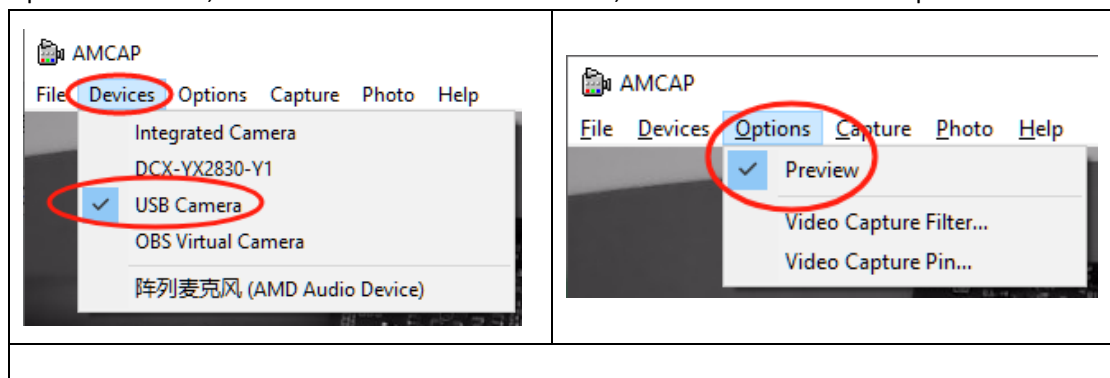 AMCAP
File Devices Options Capture Photo Help
Integrated Camera
DCX-YX2830-Y1
USB Camera
OBS Virtual Camera
阵列麦克风 (AMD Audio Device)
AMCAP
File Devices Options Capture Photo Help
Preview
Video Capture Filter...
Video Capture Pin...